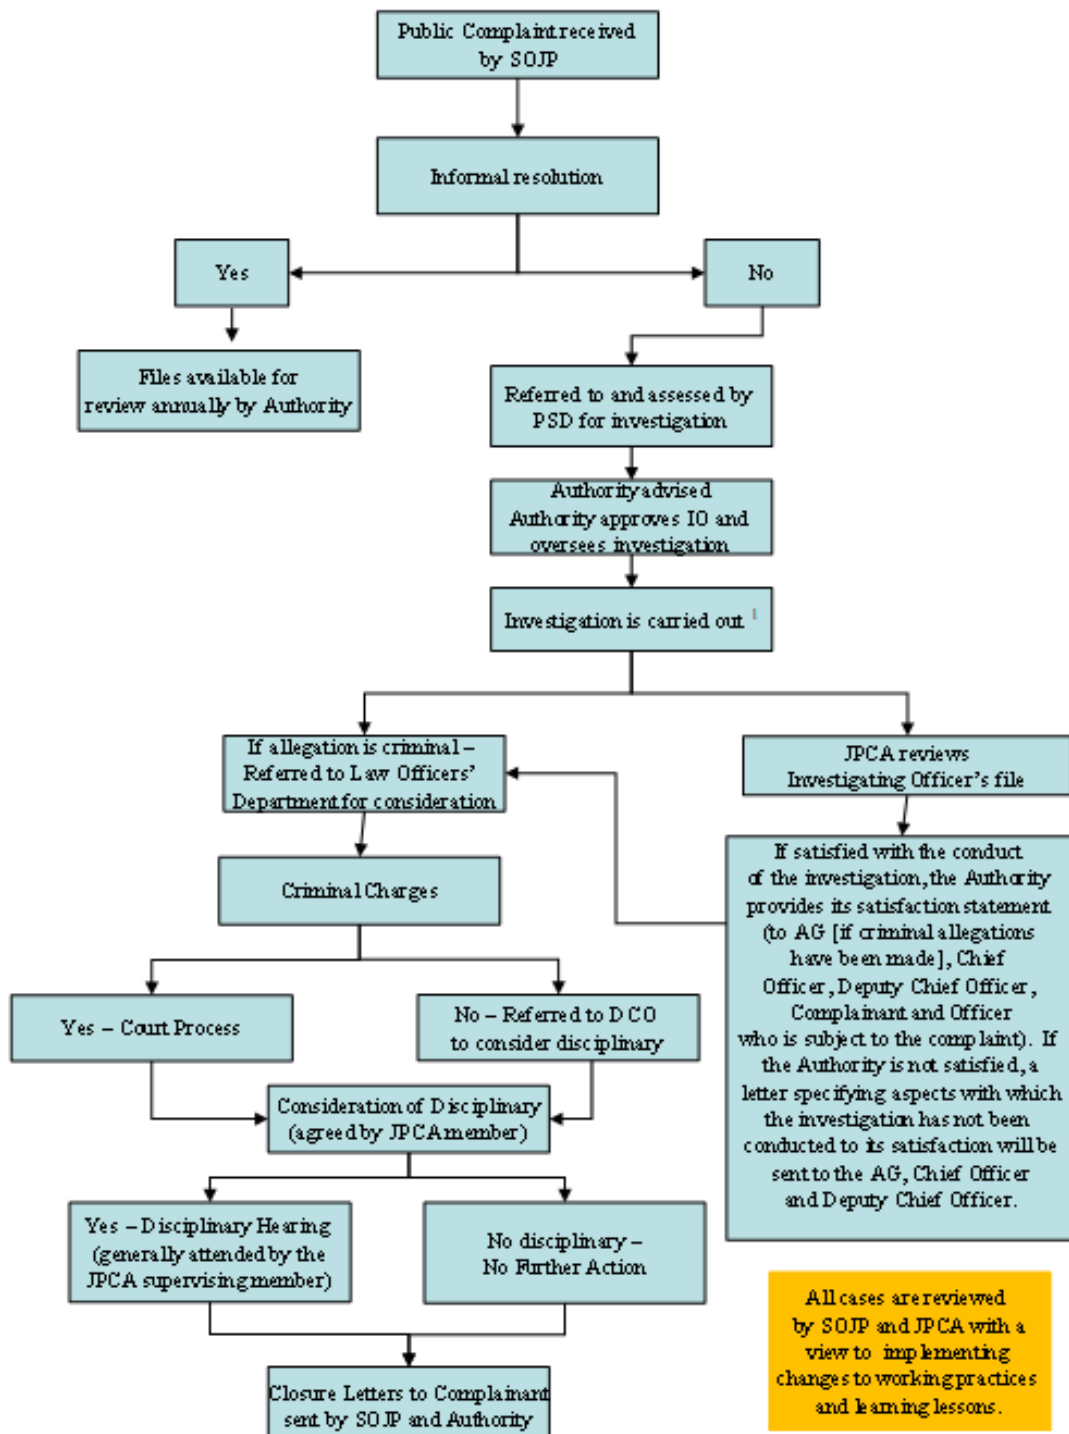 Public Complaint received
by SOJP
Informal resolution
Yes
No
Files available for
review annually by Authority
Referred to and assessed by
PSD for investigation
Authority advised
Authority approves IO and
oversees investigation
Investigation is carried out 1
If allegation is criminal –
Referred to Law Officers'
Department for consideration
JPCA reviews
Investigating Officer's file
Criminal Charges
If satisfied with the conduct
of the investigation, the Authority
provides its satisfaction statement
(to AG [if criminal allegations
have been made], Chief
Officer, Deputy Chief Officer,
Complainant and Officer
who is subject to the complaint). If
the Authority is not satisfied, a
letter specifying aspects with which
the investigation has not been
conducted to its satisfaction will be
sent to the AG, Chief Officer
and Deputy Chief Officer.
Yes – Court Process
No – Referred to DCO
to consider disciplinary
Consideration of Disciplinary
(agreed by JPCA member)
Yes – Disciplinary Hearing
(generally attended by the
JPCA supervising member)
No disciplinary –
No Further Action
Closure Letters to Complainant
sent by SOJP and Authority
All cases are reviewed
by SOJP and JPCA with a
view to implementing
changes to working practices
and learning lessons.